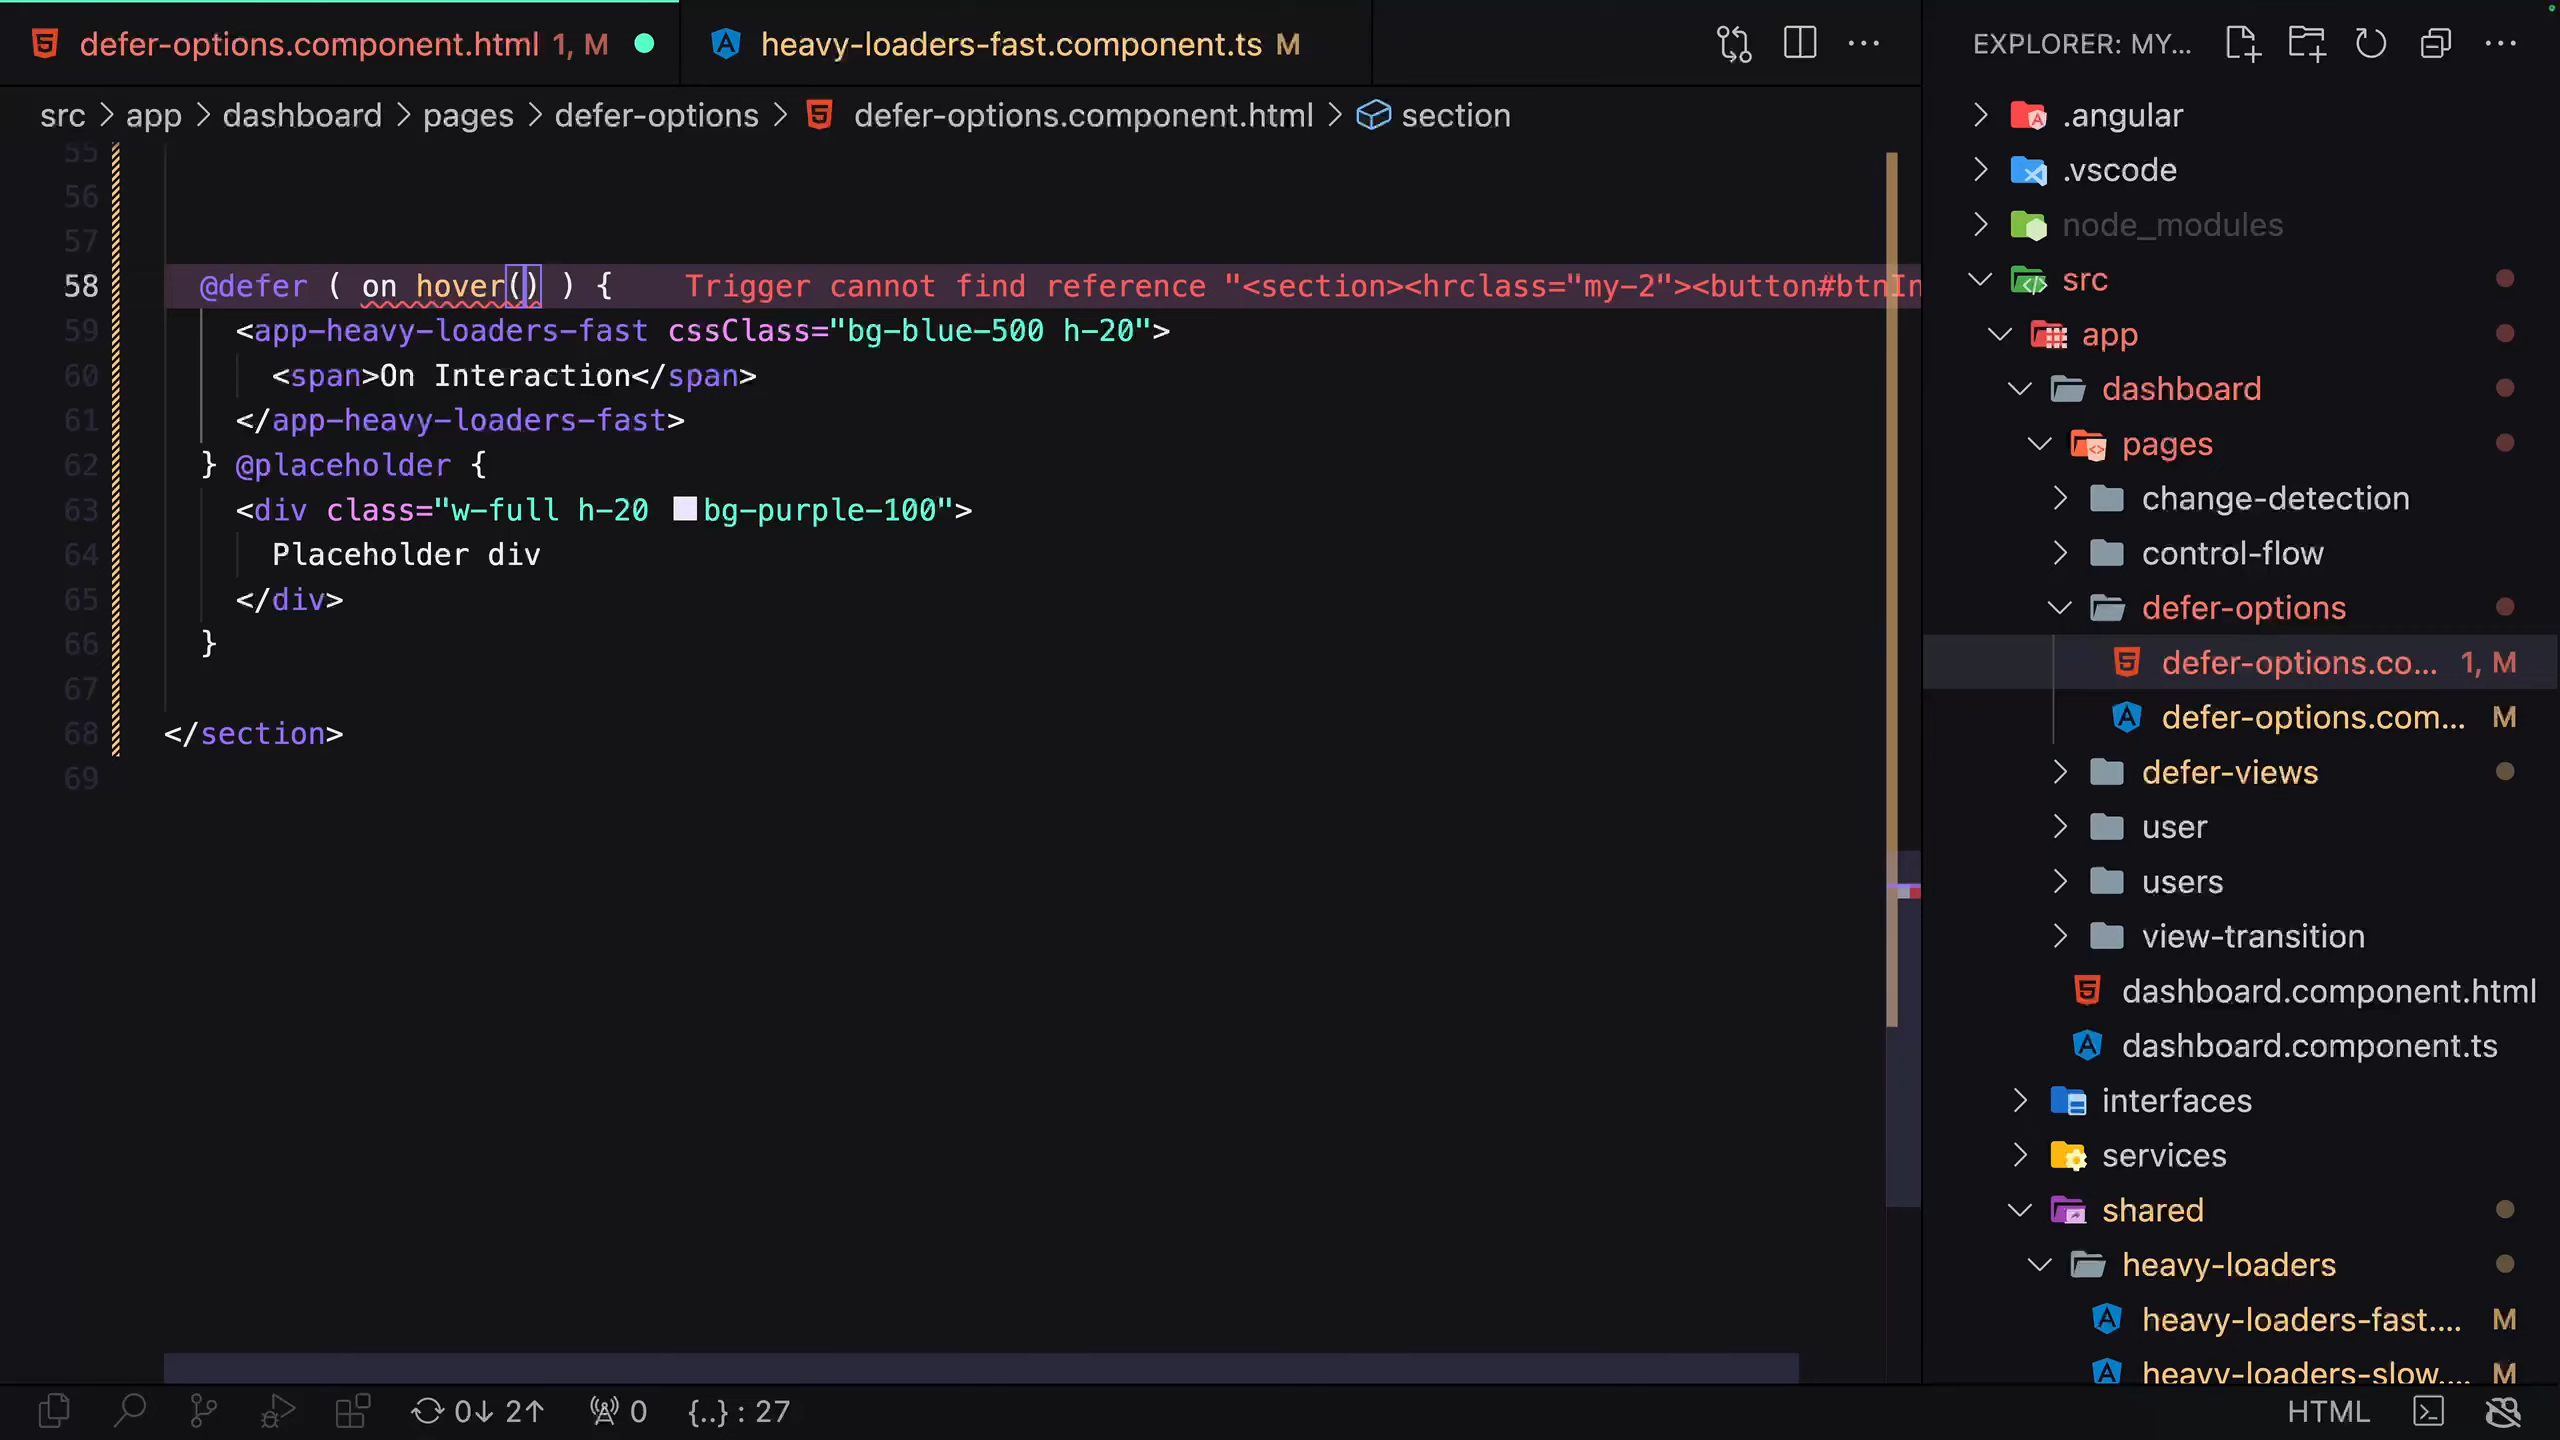 defer-options.component.html 1, M
heavy-loaders-fast.component.ts M
EXPLORER: MY...
src > app > dashboard > pages > defer-options > defer-options.component.html > section
55
56
57
58 @defer ( on hover() ) { Trigger cannot find reference "<section><hrclass="my-2"><button#btnIn
59 <app-heavy-loaders-fast cssClass="bg-blue-500 h-20">
60 <span>On Interaction</span>
61 </app-heavy-loaders-fast>
62 } @placeholder {
63 <div class="w-full h-20 bg-purple-100">
64 Placeholder div
65 </div>
66 }
67
68 </section>
69
.angular
.vscode
node_modules
src
app
dashboard
pages
change-detection
control-flow
defer-options
defer-options.co... 1, M
defer-options.com... M
defer-views
user
users
view-transition
dashboard.component.html
dashboard.component.ts
interfaces
services
shared
heavy-loaders
heavy-loaders-fast.... M
heavy-loaders-slow.... M
0↓ 2↑ 0 {..} : 27 HTML